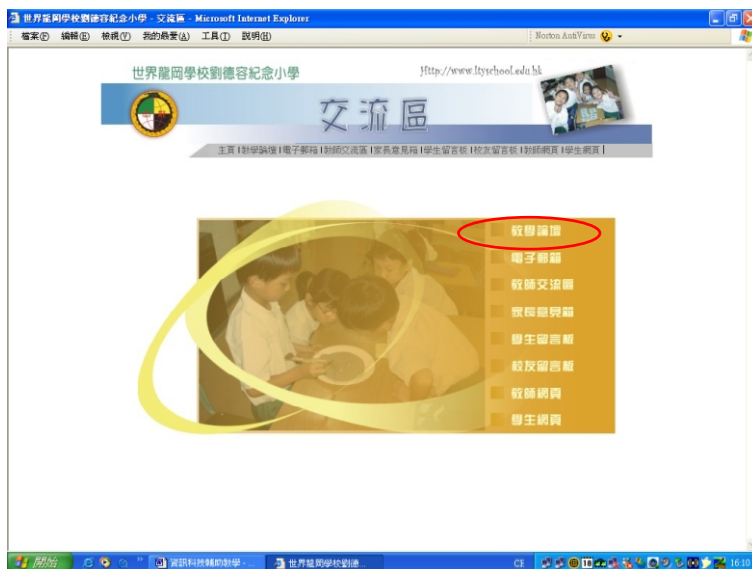 世界龍岡學校劉德容紀念小學 - 交流區 - Microsoft Internet Explorer
檔案(F) 編輯(E) 檢視(V) 我的最愛(A) 工具(T) 說明(H) Norton AntiVirus
世界龍岡學校劉德容紀念小學 Http://www.ltyschool.edu.hk
交流區
主頁 | 教學論壇 | 電子郵箱 | 教師交流區 | 家長意見箱 | 學生留言板 | 校友留言板 | 教師網頁 | 學生網頁 |
教學論壇
電子郵箱
教師交流區
家長意見箱
學生留言板
校友留言板
教師網頁
學生網頁
開始 資訊科技輔助教學 - ... 世界龍岡學校劉德... CH 18 16:10